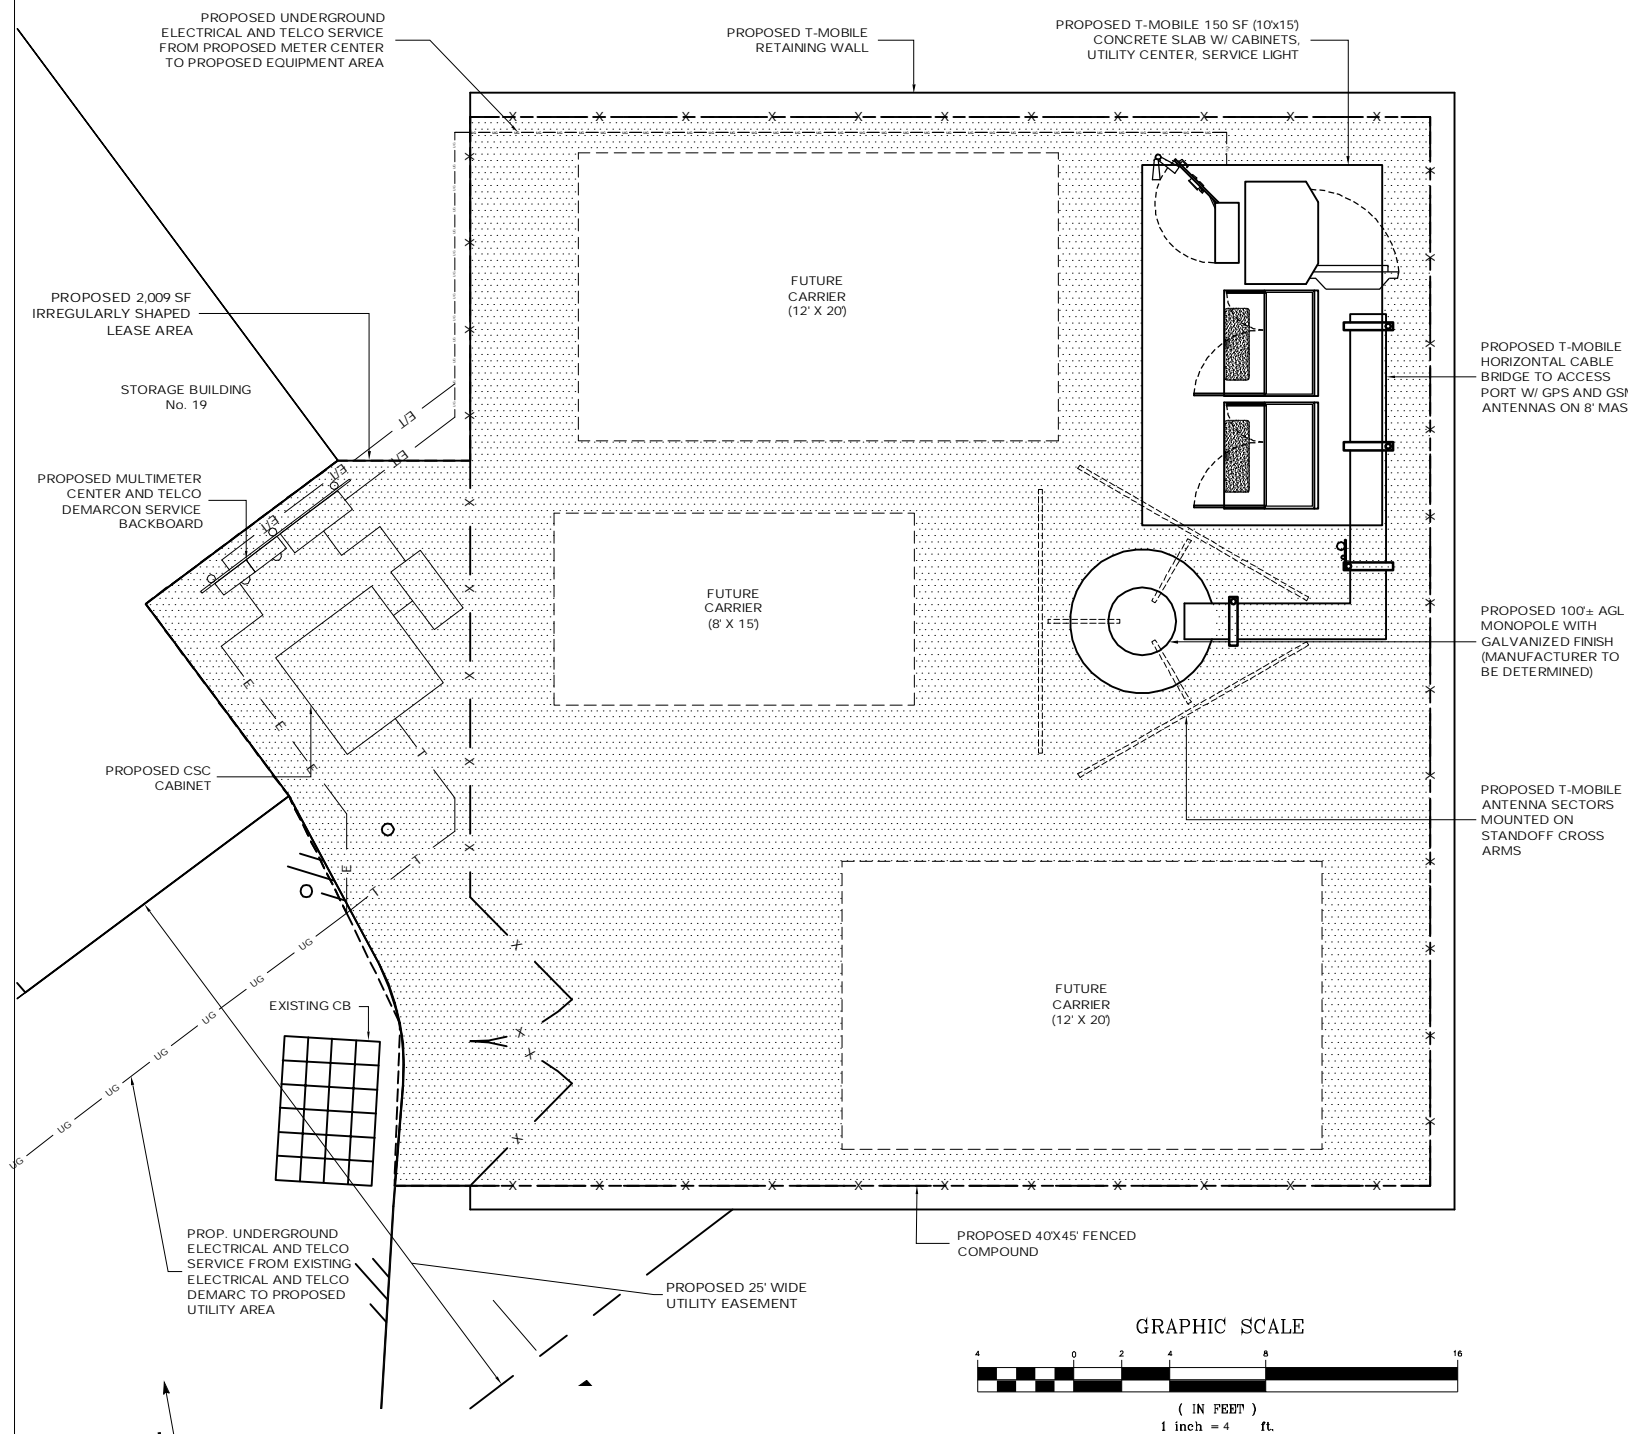 PROPOSED UNDERGROUND
ELECTRICAL AND TELCO SERVICE
FROM PROPOSED METER CENTER
TO PROPOSED EQUIPMENT AREA
PROPOSED T-MOBILE
RETAINING WALL
PROPOSED T-MOBILE 150 SF (10'x15')
CONCRETE SLAB W/ CABINETS,
UTILITY CENTER, SERVICE LIGHT
FUTURE
CARRIER
(12' X 20')
PROPOSED 2,009 SF
IRREGULARLY SHAPED
LEASE AREA
STORAGE BUILDING
No. 19
PROPOSED T-MOBILE
HORIZONTAL CABLE
BRIDGE TO ACCESS
PORT W/ GPS AND GSM
ANTENNAS ON 8' MAS
E/T
E/T
E/T
E/T
PROPOSED MULTIMETER
CENTER AND TELCO
DEMARCON SERVICE
BACKBOARD
FUTURE
CARRIER
(8' X 15')
PROPOSED 100'± AGL
MONOPOLE WITH
GALVANIZED FINISH
(MANUFACTURER TO
BE DETERMINED)
E
E
E
E
T
T
T
PROPOSED CSC
CABINET
PROPOSED T-MOBILE
ANTENNA SECTORS
MOUNTED ON
STANDOFF CROSS
ARMS
UG
UG
UG
UG
UG
UG
UG
EXISTING CB
FUTURE
CARRIER
(12' X 20')
PROP. UNDERGROUND
ELECTRICAL AND TELCO
SERVICE FROM EXISTING
ELECTRICAL AND TELCO
DEMARC TO PROPOSED
UTILITY AREA
PROPOSED 40'X45' FENCED
COMPOUND
PROPOSED 25' WIDE
UTILITY EASEMENT
GRAPHIC SCALE
4 0 2 4 8 16
( IN FEET )
1 inch = 4 ft.